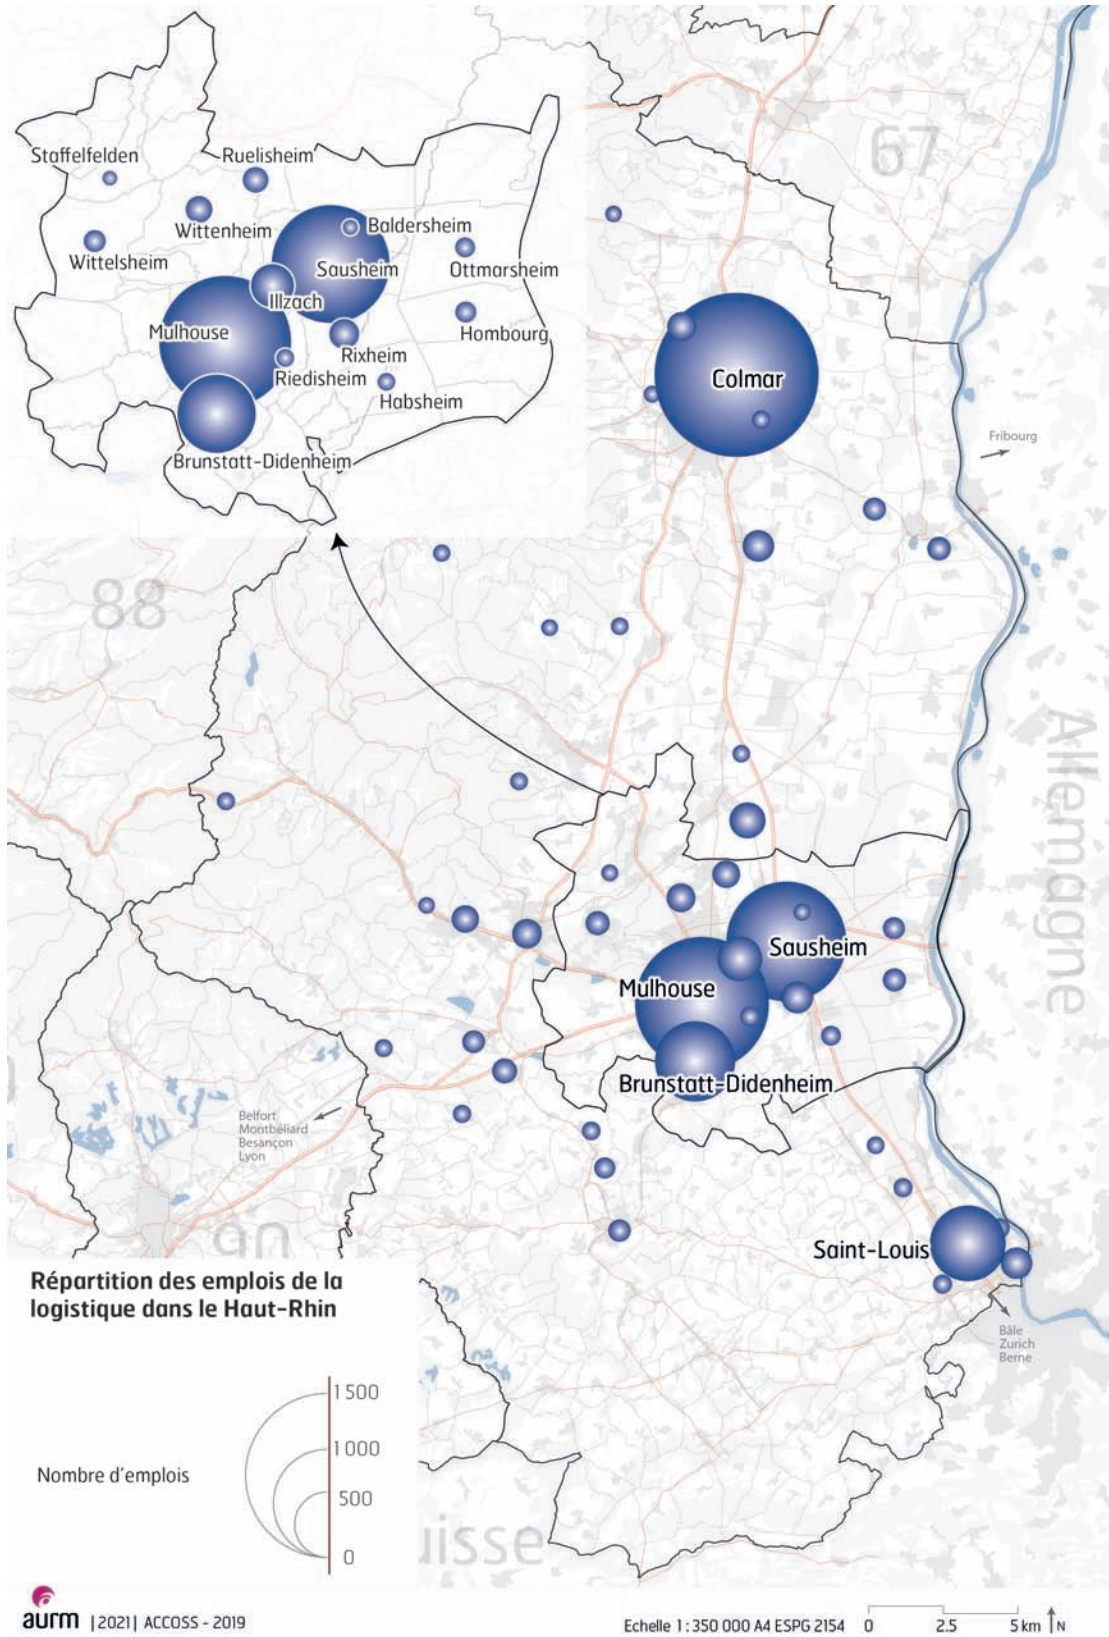 67
Staffelfelden
Ruelisheim
Wittenheim
Baldersheim
Wittelsheim
Sausheim
Ottmarsheim
Illzach
Mulhouse
Hombourg
Rixheim
Riedisheim
Habsheim
Brunstatt-Didenheim
Colmar
Fribourg
88
Allemagne
Sausheim
Mulhouse
Brunstatt-Didenheim
Belfort
Montbéliard
Besançon
Lyon
90
Saint-Louis
Bâle
Zurich
Berne
Répartition des emplois de la
logistique dans le Haut-Rhin
1 500
1000
Nombre d'emplois
500
0
uisse
aurm | 2021 | ACCOSS - 2019
Echelle 1 : 350 000 A4 ESPG 2154 0 2.5 5 km N